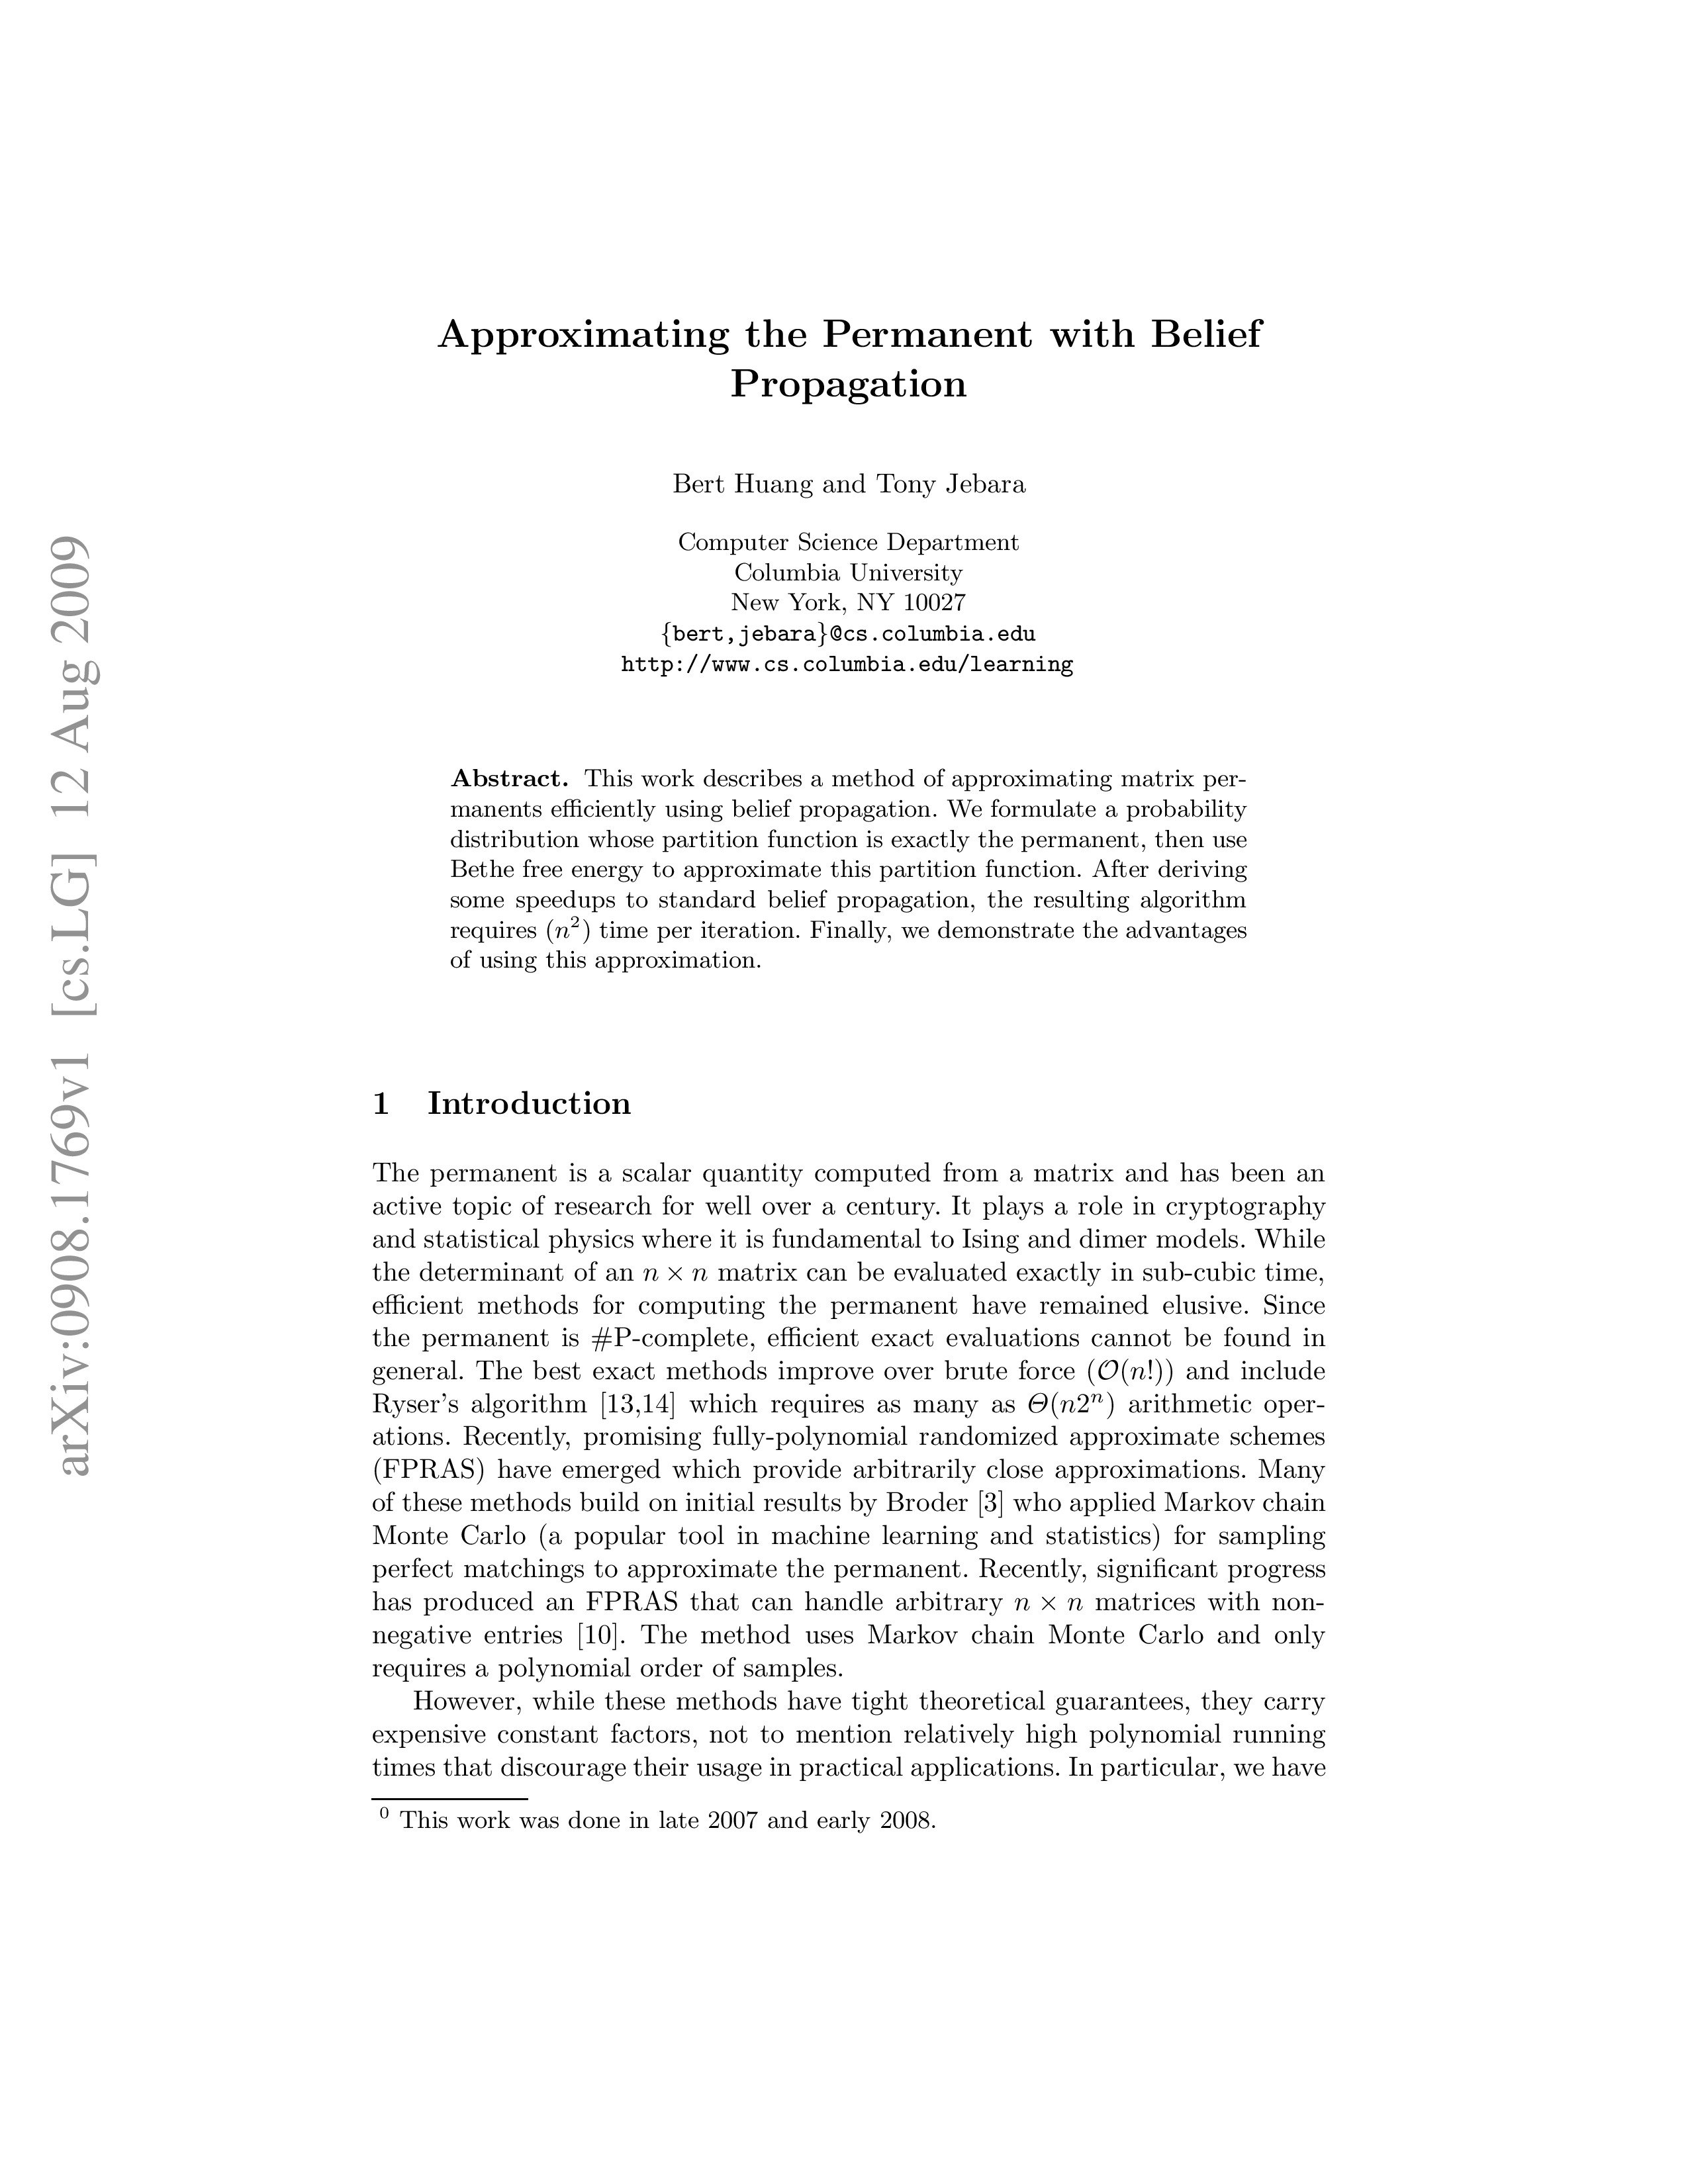 arXiv:0908.1769v1 [cs.LG] 12 Aug 2009
Approximating the Permanent with Belief
Propagation
Bert Huang and Tony Jebara
Computer Science Department
Columbia University
New York, NY 10027
{bert,jebara}@cs.columbia.edu
http://www.cs.columbia.edu/learning
Abstract. This work describes a method of approximating matrix per-
manents efficiently using belief propagation. We formulate a probability
distribution whose partition function is exactly the permanent, then use
Bethe free energy to approximate this partition function. After deriving
some speedups to standard belief propagation, the resulting algorithm
requires (n²) time per iteration. Finally, we demonstrate the advantages
of using this approximation.
1 Introduction
The permanent is a scalar quantity computed from a matrix and has been an
active topic of research for well over a century. It plays a role in cryptography
and statistical physics where it is fundamental to Ising and dimer models. While
the determinant of an n × n matrix can be evaluated exactly in sub-cubic time,
efficient methods for computing the permanent have remained elusive. Since
the permanent is #P-complete, efficient exact evaluations cannot be found in
general. The best exact methods improve over brute force (𝒪(n!)) and include
Ryser's algorithm [13,14] which requires as many as Θ(n2ⁿ) arithmetic oper-
ations. Recently, promising fully-polynomial randomized approximate schemes
(FPRAS) have emerged which provide arbitrarily close approximations. Many
of these methods build on initial results by Broder [3] who applied Markov chain
Monte Carlo (a popular tool in machine learning and statistics) for sampling
perfect matchings to approximate the permanent. Recently, significant progress
has produced an FPRAS that can handle arbitrary n × n matrices with non-
negative entries [10]. The method uses Markov chain Monte Carlo and only
requires a polynomial order of samples.
However, while these methods have tight theoretical guarantees, they carry
expensive constant factors, not to mention relatively high polynomial running
times that discourage their usage in practical applications. In particular, we have
⁰ This work was done in late 2007 and early 2008.